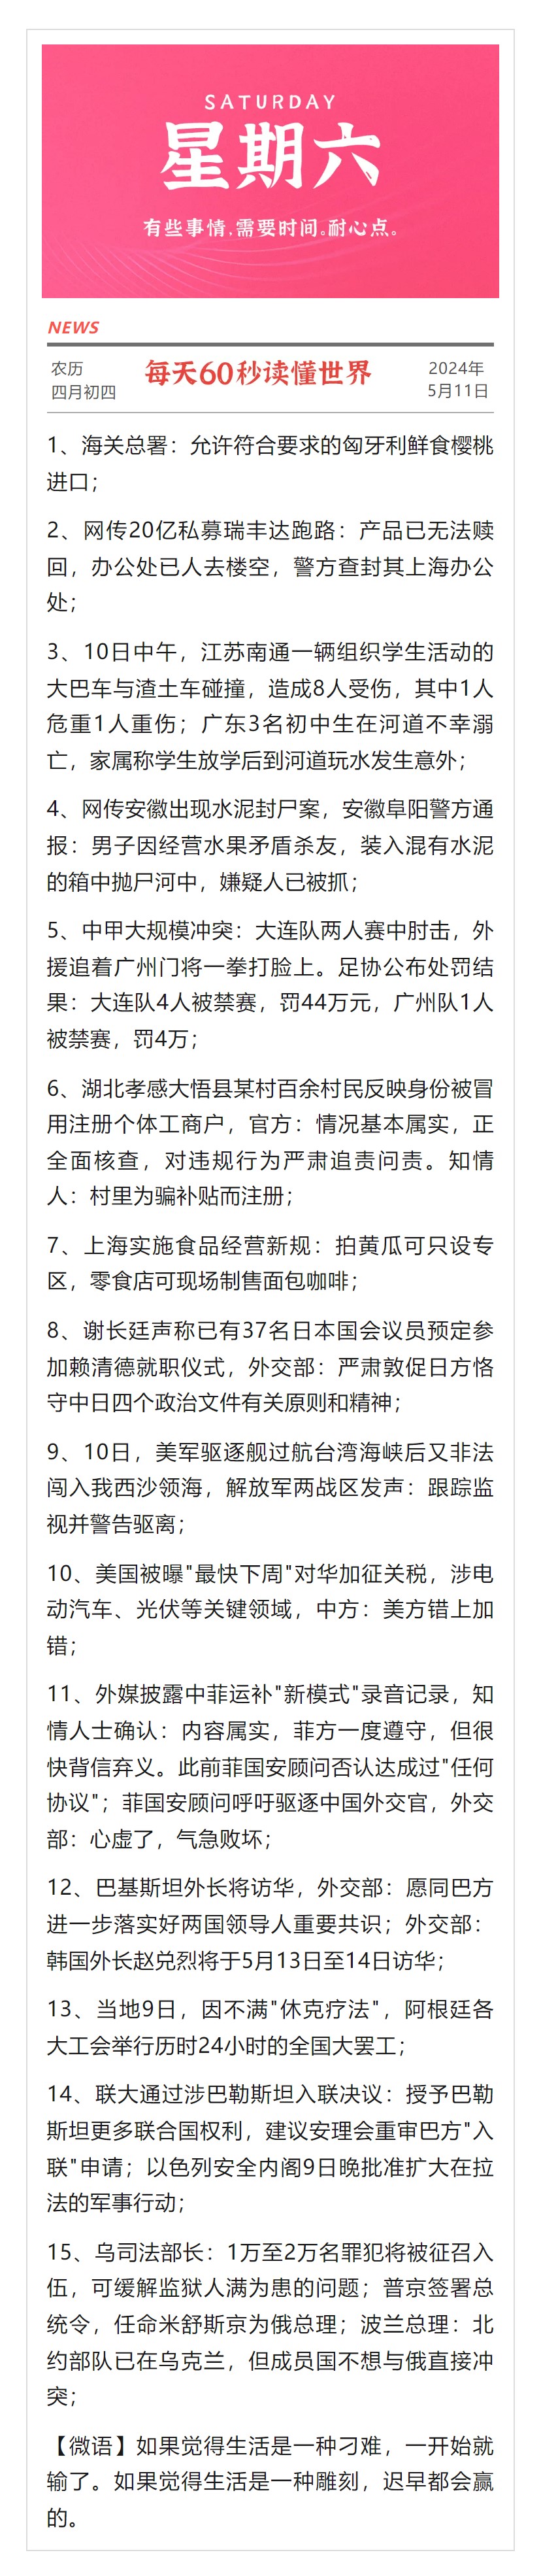 SATURDAY
星期六
有些事情,需要时间。耐心点。
NEWS
农历
四月初四
每天60秒读懂世界
2024年
5月11日
1、海关总署：允许符合要求的匈牙利鲜食樱桃
进口；
2、网传20亿私募瑞丰达跑路：产品已无法赎
回，办公处已人去楼空，警方查封其上海办公
处；
3、10日中午，江苏南通一辆组织学生活动的
大巴车与渣土车碰撞，造成8人受伤，其中1人
危重1人重伤；广东3名初中生在河道不幸溺
亡，家属称学生放学后到河道玩水发生意外；
4、网传安徽出现水泥封尸案，安徽阜阳警方通
报：男子因经营水果矛盾杀友，装入混有水泥
的箱中抛尸河中，嫌疑人已被抓；
5、中甲大规模冲突：大连队两人赛中肘击，外
援追着广州门将一拳打脸上。足协公布处罚结
果：大连队4人被禁赛，罚44万元，广州队1人
被禁赛，罚4万；
6、湖北孝感大悟县某村百余村民反映身份被冒
用注册个体工商户，官方：情况基本属实，正
全面核查，对违规行为严肃追责问责。知情
人：村里为骗补贴而注册；
7、上海实施食品经营新规：拍黄瓜可只设专
区，零食店可现场制售面包咖啡；
8、谢长廷声称已有37名日本国会议员预定参
加赖清德就职仪式，外交部：严肃敦促日方恪
守中日四个政治文件有关原则和精神；
9、10日，美军驱逐舰过航台湾海峡后又非法
闯入我西沙领海，解放军两战区发声：跟踪监
视并警告驱离；
10、美国被曝"最快下周"对华加征关税，涉电
动汽车、光伏等关键领域，中方：美方错上加
错；
11、外媒披露中菲运补"新模式"录音记录，知
情人士确认：内容属实，菲方一度遵守，但很
快背信弃义。此前菲国安顾问否认达成过"任何
协议"；菲国安顾问呼吁驱逐中国外交官，外交
部：心虚了，气急败坏；
12、巴基斯坦外长将访华，外交部：愿同巴方
进一步落实好两国领导人重要共识；外交部：
韩国外长赵兑烈将于5月13日至14日访华；
13、当地9日，因不满"休克疗法"，阿根廷各
大工会举行历时24小时的全国大罢工；
14、联大通过涉巴勒斯坦入联决议：授予巴勒
斯坦更多联合国权利，建议安理会重审巴方"入
联"申请；以色列安全内阁9日晚批准扩大在拉
法的军事行动；
15、乌司法部长：1万至2万名罪犯将被征召入
伍，可缓解监狱人满为患的问题；普京签署总
统令，任命米舒斯京为俄总理；波兰总理：北
约部队已在乌克兰，但成员国不想与俄直接冲
突；
【微语】如果觉得生活是一种刁难，一开始就
输了。如果觉得生活是一种雕刻，迟早都会赢
的。